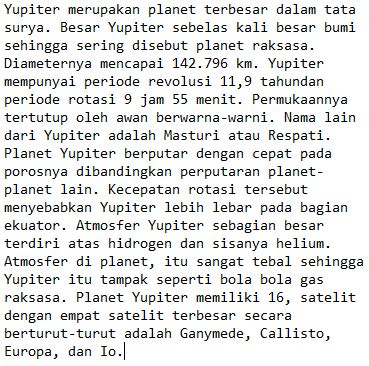 Yupiter merupakan planet terbesar dalam tata
surya. Besar Yupiter sebelas kali besar bumi
sehingga sering disebut planet raksasa.
Diameternya mencapai 142.796 km. Yupiter
mempunyai periode revolusi 11,9 tahundan
periode rotasi 9 jam 55 menit. Permukaannya
tertutup oleh awan berwarna-warni. Nama lain
dari Yupiter adalah Masturi atau Respati.
Planet Yupiter berputar dengan cepat pada
porosnya dibandingkan perputaran planet-
planet lain. Kecepatan rotasi tersebut
menyebabkan Yupiter lebih lebar pada bagian
ekuator. Atmosfer Yupiter sebagian besar
terdiri atas hidrogen dan sisanya helium.
Atmosfer di planet, itu sangat tebal sehingga
Yupiter itu tampak seperti bola bola gas
raksasa. Planet Yupiter memiliki 16, satelit
dengan empat satelit terbesar secara
berturut-turut adalah Ganymede, Callisto,
Europa, dan Io.